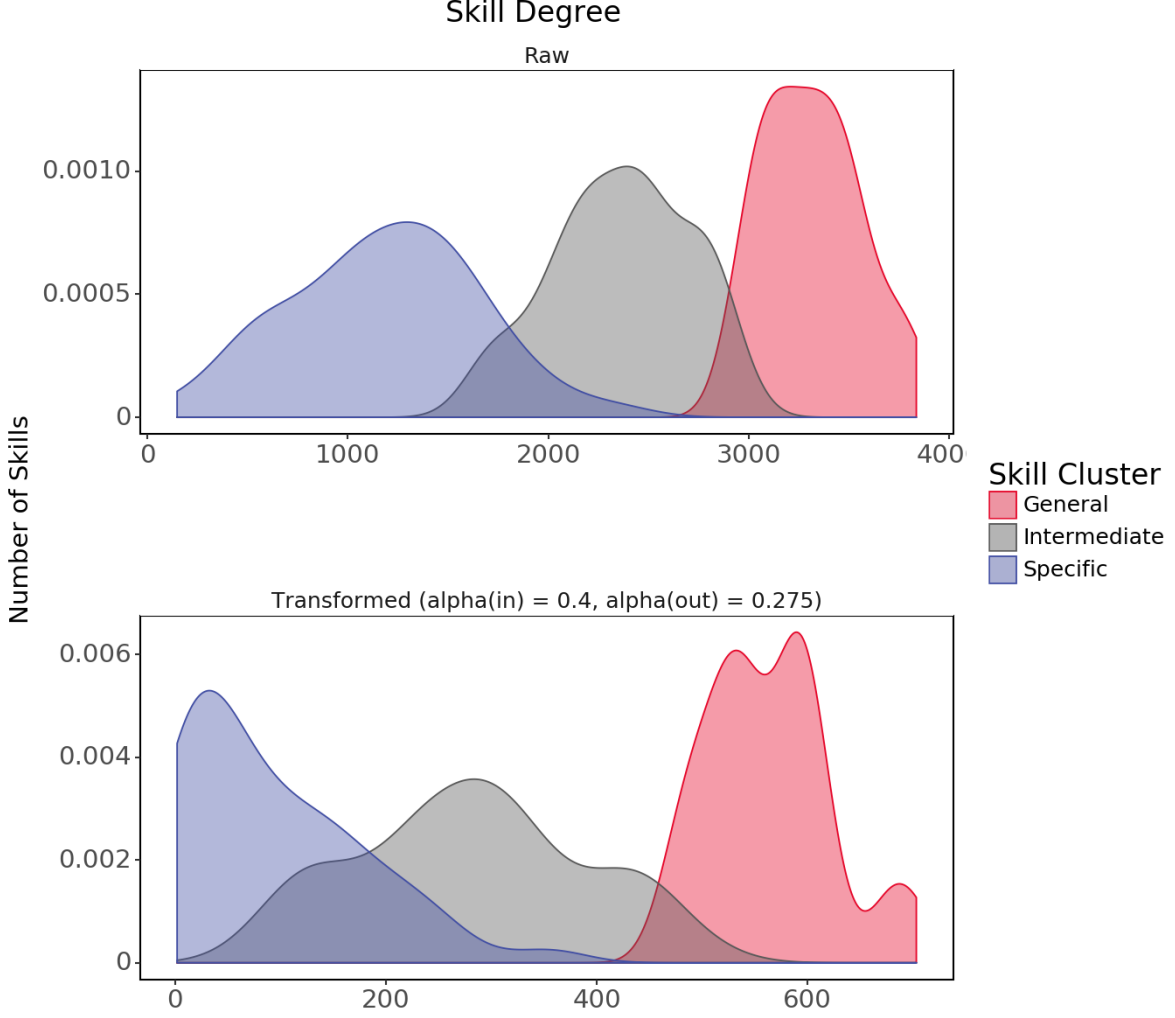 Skill Degree
Raw
0.0010
0.0005
0
0 1000 2000 3000 400
Number of Skills
Skill Cluster
General
Intermediate
Specific
Transformed (alpha(in) = 0.4, alpha(out) = 0.275)
0.006
0.004
0.002
0
0 200 400 600